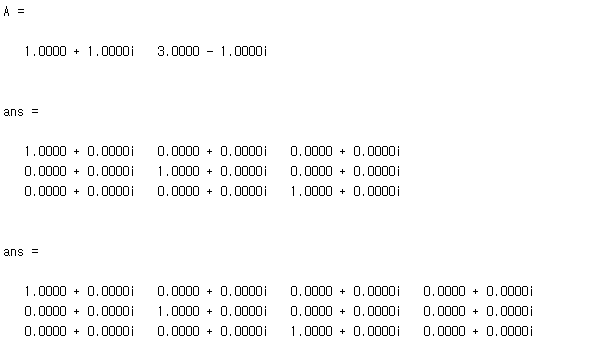 A =
1.0000 + 1.0000i   3.0000 - 1.0000i
ans =
1.0000 + 0.0000i   0.0000 + 0.0000i   0.0000 + 0.0000i
0.0000 + 0.0000i   1.0000 + 0.0000i   0.0000 + 0.0000i
0.0000 + 0.0000i   0.0000 + 0.0000i   1.0000 + 0.0000i
ans =
1.0000 + 0.0000i   0.0000 + 0.0000i   0.0000 + 0.0000i   0.0000 + 0.0000i
0.0000 + 0.0000i   1.0000 + 0.0000i   0.0000 + 0.0000i   0.0000 + 0.0000i
0.0000 + 0.0000i   0.0000 + 0.0000i   1.0000 + 0.0000i   0.0000 + 0.0000i